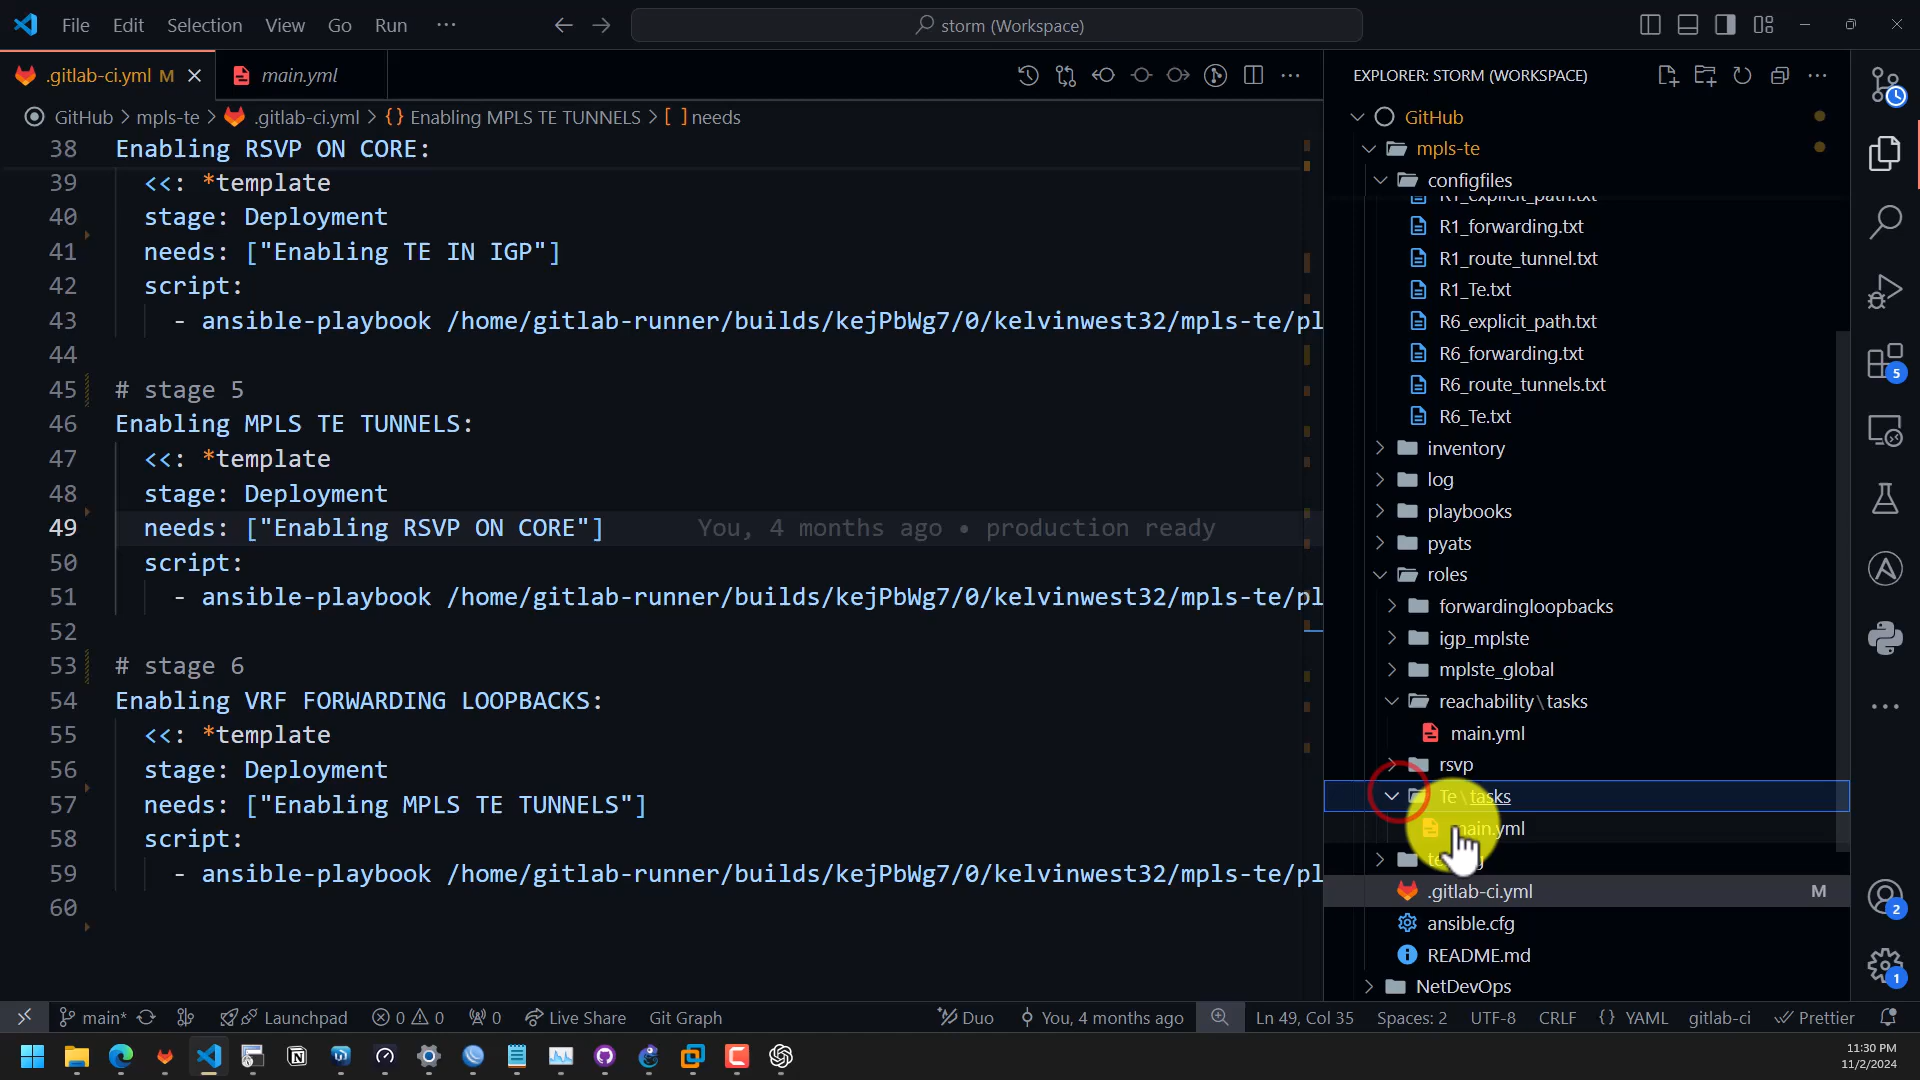 File Edit Selection View Go Run ···
storm (Workspace)
.gitlab-ci.yml M
main.yml
GitHub > mpls-te > .gitlab-ci.yml > {} Enabling MPLS TE TUNNELS > [ ] needs
38 Enabling RSVP ON CORE:
39 <<: *template
40 stage: Deployment
41 needs: ["Enabling TE IN IGP"]
42 script:
43 - ansible-playbook /home/gitlab-runner/builds/kejPbWg7/0/kelvinwest32/mpls-te/pl
44
45 # stage 5
46 Enabling MPLS TE TUNNELS:
47 <<: *template
48 stage: Deployment
49 needs: ["Enabling RSVP ON CORE"] You, 4 months ago • production ready
50 script:
51 - ansible-playbook /home/gitlab-runner/builds/kejPbWg7/0/kelvinwest32/mpls-te/pl
52
53 # stage 6
54 Enabling VRF FORWARDING LOOPBACKS:
55 <<: *template
56 stage: Deployment
57 needs: ["Enabling MPLS TE TUNNELS"]
58 script:
59 - ansible-playbook /home/gitlab-runner/builds/kejPbWg7/0/kelvinwest32/mpls-te/pl
60
EXPLORER: STORM (WORKSPACE)
GitHub
mpls-te
configfiles
R1_explicit_path.txt
R1_forwarding.txt
R1_route_tunnel.txt
R1_Te.txt
R6_explicit_path.txt
R6_forwarding.txt
R6_route_tunnels.txt
R6_Te.txt
inventory
log
playbooks
pyats
roles
forwardingloopbacks
igp_mplste
mplste_global
reachability\tasks
main.yml
rsvp
Te\tasks
main.yml
.gitlab-ci.yml M
ansible.cfg
README.md
NetDevOps
5
2
1
main* Launchpad 0 0 0 Live Share Git Graph
Duo You, 4 months ago Ln 49, Col 35 Spaces: 2 UTF-8 CRLF {} YAML gitlab-ci Prettier
11:30 PM
11/2/2024